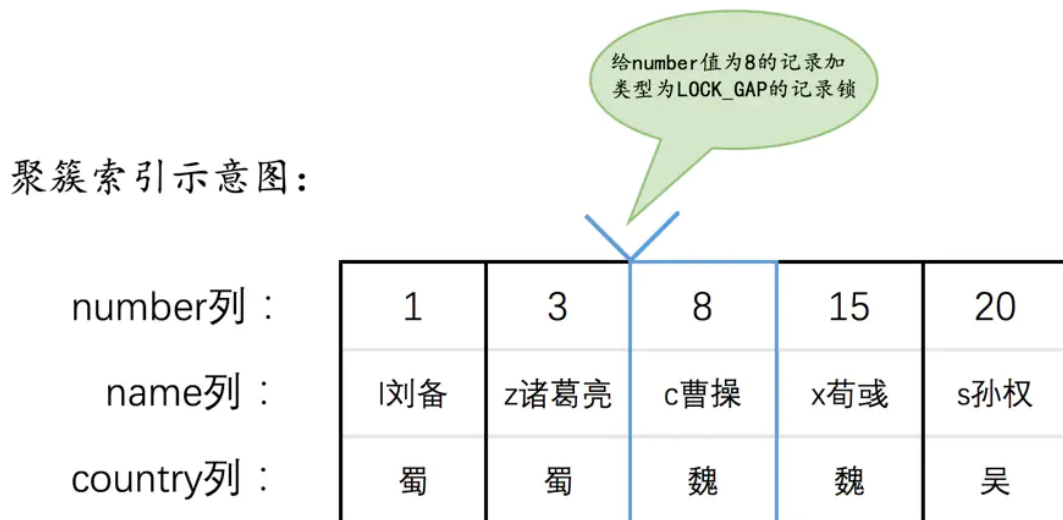 给number值为8的记录加
类型为LOCK_GAP的记录锁
聚簇索引示意图：
number列： 1 3 8 15 20
name列： l刘备 z诸葛亮 c曹操 x荀彧 s孙权
country列： 蜀 蜀 魏 魏 吴